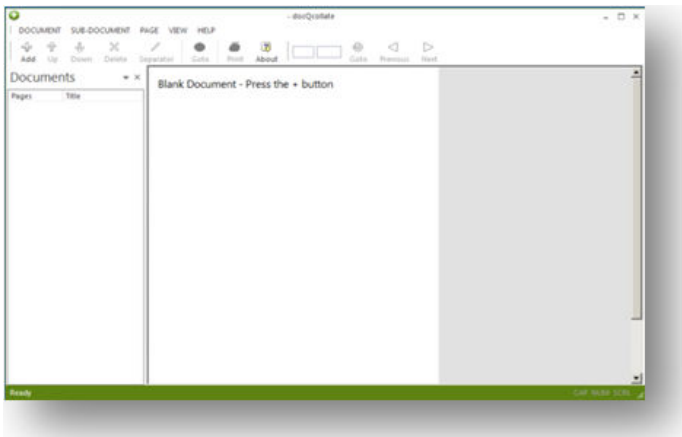 - docQcollate
DOCUMENT SUB-DOCUMENT PAGE VIEW HELP
Add Up Down Delete Separator Goto Print About Goto Previous Next
Documents
Pages Title
Blank Document - Press the + button
Ready
CAP NUM SCRL